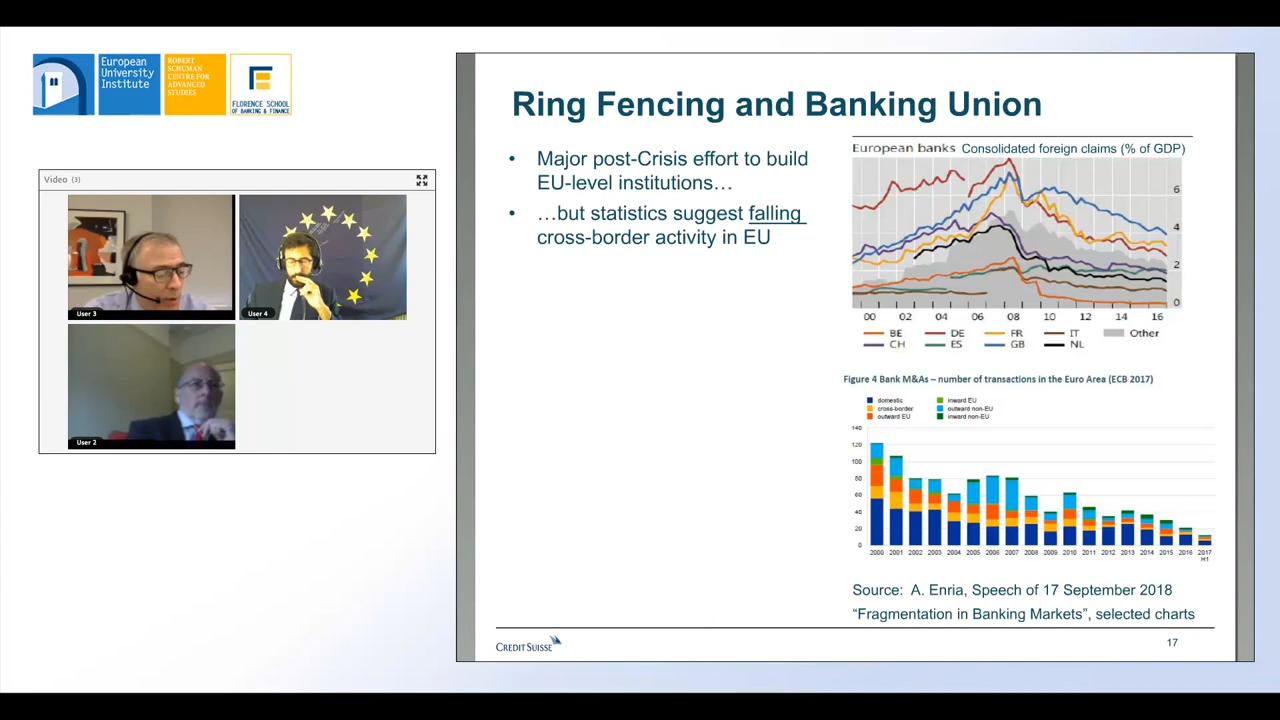 European
University
Institute
ROBERT
SCHUMAN
CENTRE FOR
ADVANCED
STUDIES
FLORENCE SCHOOL
OF BANKING & FINANCE
Video (3)
User 3
User 4
User 2
Ring Fencing and Banking Union
• Major post-Crisis effort to build
EU-level institutions…
• …but statistics suggest falling
cross-border activity in EU
European banks Consolidated foreign claims (% of GDP)
6
4
2
0
00 02 04 06 08 10 12 14 16
BE DE FR IT Other
CH ES GB NL
Figure 4 Bank M&As – number of transactions in the Euro Area (ECB 2017)
domestic inward EU
cross-border outward non-EU
outward EU inward non-EU
140
120
100
80
60
40
20
0
2000 2001 2002 2003 2004 2005 2006 2007 2008 2009 2010 2011 2012 2013 2014 2015 2016 2017
H1
Source: A. Enria, Speech of 17 September 2018
“Fragmentation in Banking Markets”, selected charts
CREDIT SUISSE
17